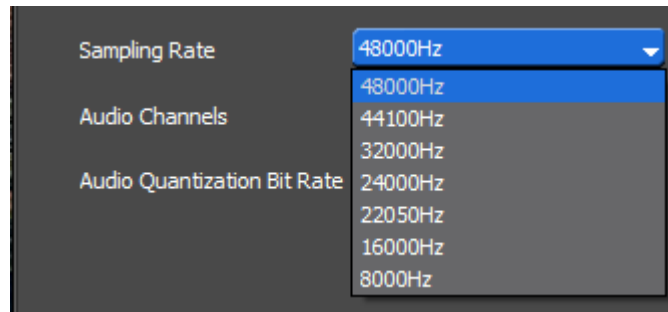 Sampling Rate 48000Hz
48000Hz
Audio Channels 44100Hz
32000Hz
Audio Quantization Bit Rate 24000Hz
22050Hz
16000Hz
8000Hz